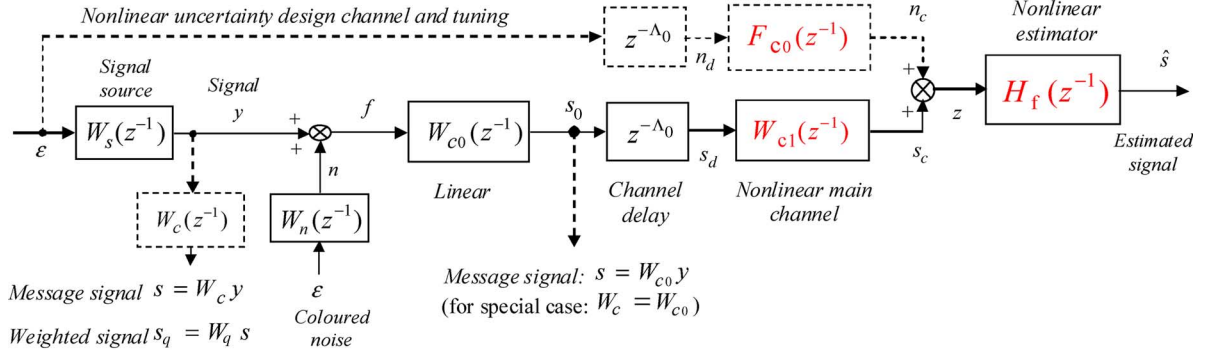 Nonlinear uncertainty design channel and tuning
n_c
Nonlinear
estimator
z^{-Λ_0}
n_d
F_{c0}(z^{-1})
ŝ
Signal
source
Signal
y
+
+
ε
W_s(z^{-1})
+
+
f
W_{c0}(z^{-1})
s_0
z^{-Λ_0}
s_d
W_{c1}(z^{-1})
s_c
z
H_f(z^{-1})
Estimated
signal
n
Linear
Channel
delay
Nonlinear main
channel
W_c(z^{-1})
W_n(z^{-1})
Message signal s = W_c y
ε
Message signal: s = W_{c0} y
(for special case: W_c = W_{c0})
Weighted signal s_q = W_q s
Coloured
noise